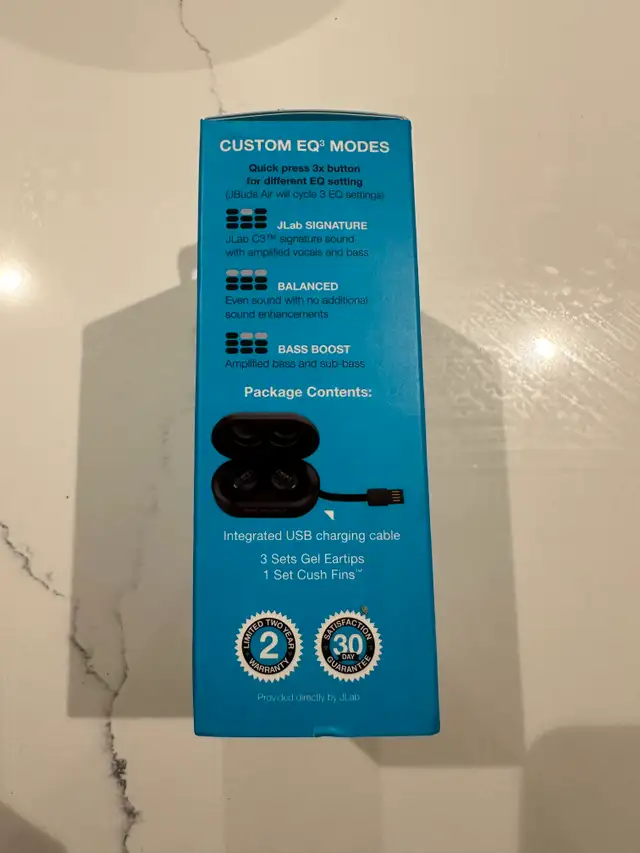 CUSTOM EQ³ MODES
Quick press 3x button
for different EQ setting
(JBuds Air will cycle 3 EQ settings)
JLab SIGNATURE
JLab C3™ signature sound
with amplified vocals and bass
BALANCED
Even sound with no additional
sound enhancements
BASS BOOST
Amplified bass and sub-bass
Package Contents:
Integrated USB charging cable
3 Sets Gel Eartips
1 Set Cush Fins™
LIMITED TWO YEAR
2
WARRANTY
SATISFACTION
30
DAY
GUARANTEE
Provided directly by JLab